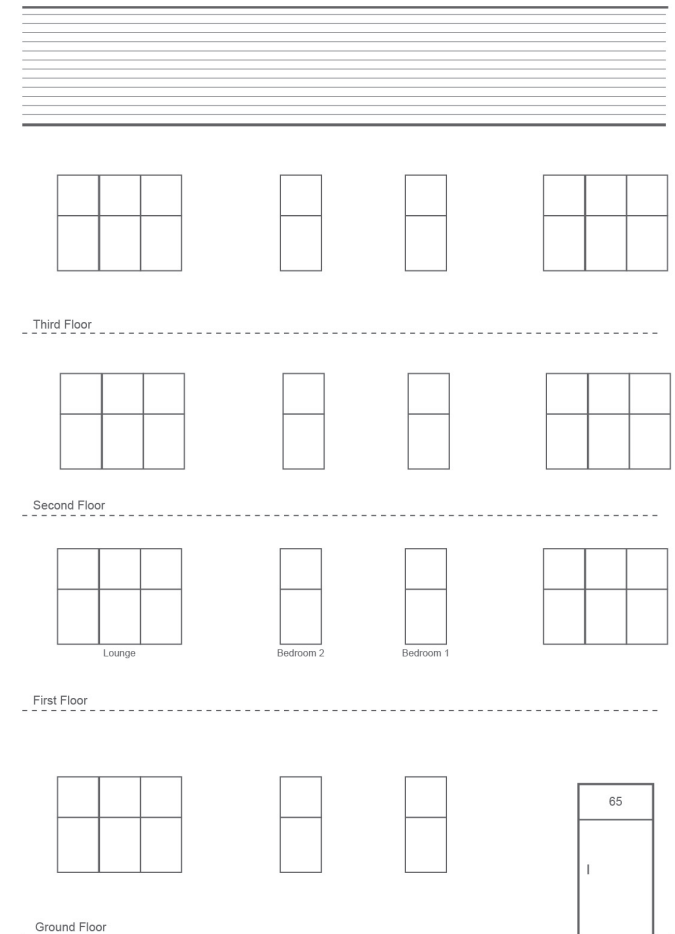 Third Floor
Second Floor
Lounge
Bedroom 2
Bedroom 1
First Floor
65
Ground Floor